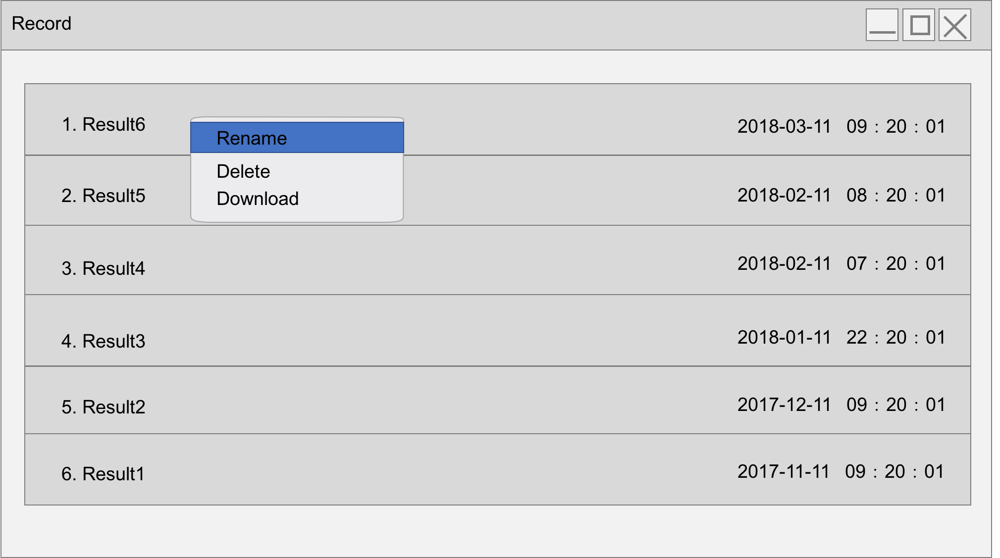 Record
1. Result6 2018-03-11 09 : 20 : 01
Rename
Delete
2. Result5 2018-02-11 08 : 20 : 01
Download
3. Result4 2018-02-11 07 : 20 : 01
4. Result3 2018-01-11 22 : 20 : 01
5. Result2 2017-12-11 09 : 20 : 01
6. Result1 2017-11-11 09 : 20 : 01